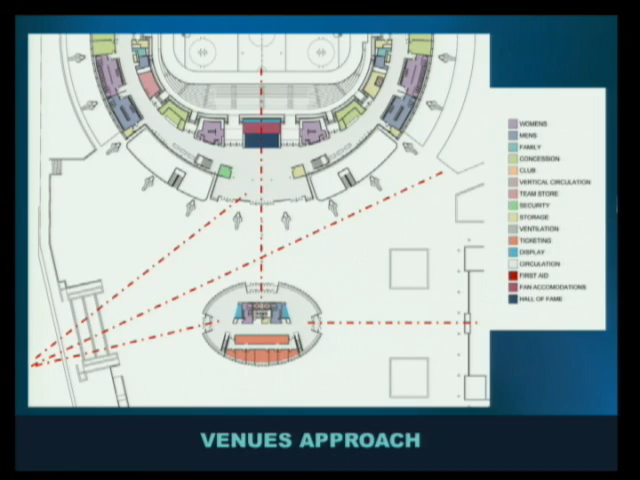 WOMENS
MENS
FAMILY
CONCESSION
CLUB
VERTICAL CIRCULATION
TEAM STORE
SECURITY
STORAGE
VENTILATION
TICKETING
DISPLAY
CIRCULATION
FIRST AID
FAN ACCOMODATIONS
HALL OF FAME
VENUES APPROACH